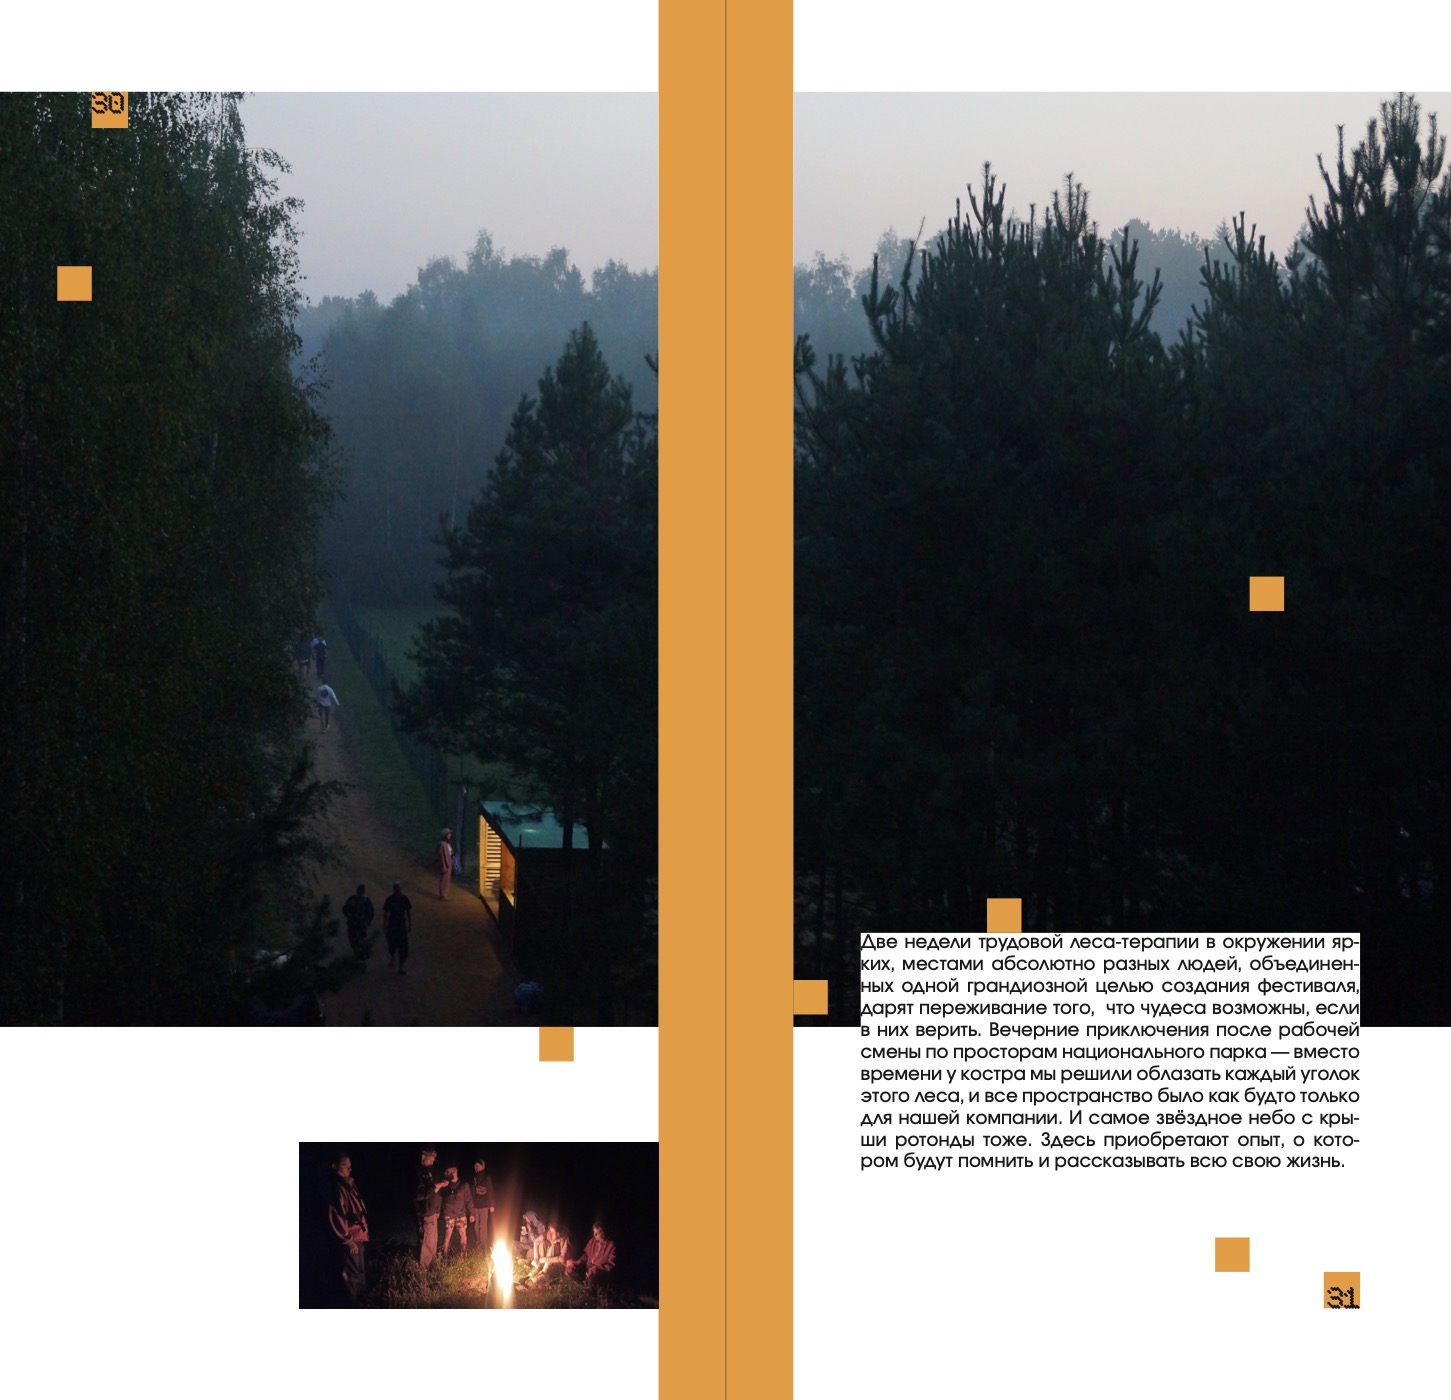 30
Две недели трудовой леса-терапии в окружении яр-
ких, местами абсолютно разных людей, объединен-
ных одной грандиозной целью создания фестиваля,
дарят переживание того,  что чудеса возможны, если
в них верить. Вечерние приключения после рабочей
смены по просторам национального парка — вместо
времени у костра мы решили облазать каждый уголок
этого леса, и все пространство было как будто только
для нашей компании. И самое звёздное небо с кры-
ши ротонды тоже. Здесь приобретают опыт, о кото-
ром будут помнить и рассказывать всю свою жизнь.
31